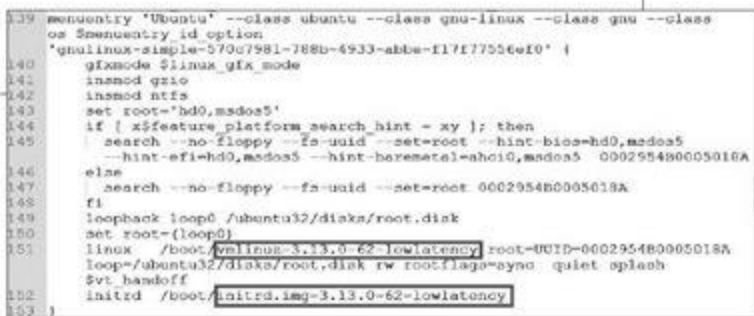 139 menuentry 'Ubuntu' --class ubuntu --class gnu-linux --class gnu --class
os $menuentry_id_option
'gnulinux-simple-570c7981-788b-4933-abbe-f17f77556ef0' {
140 gfxmode $linux_gfx_mode
141 insmod gzio
142 insmod ntfs
143 set root='hd0,msdos5'
144 if [ x$feature_platform_search_hint = xy ]; then
145 search --no-floppy --fs-uuid --set=root --hint-bios=hd0,msdos5
--hint-efi=hd0,msdos5 --hint-baremetal=ahci0,msdos5 000295480005018A
146 else
147 search --no-floppy --fs-uuid --set=root 000295480005018A
148 fi
149 loopback loop0 /ubuntu32/disks/root.disk
150 set root=(loop0)
151 linux /boot/vmlinuz-3.13.0-62-lowlatency root=UUID=000295480005018A
loop=/ubuntu32/disks/root.disk rw rootflags=sync quiet splash
$vt_handoff
152 initrd /boot/initrd.img-3.13.0-62-lowlatency
153 }